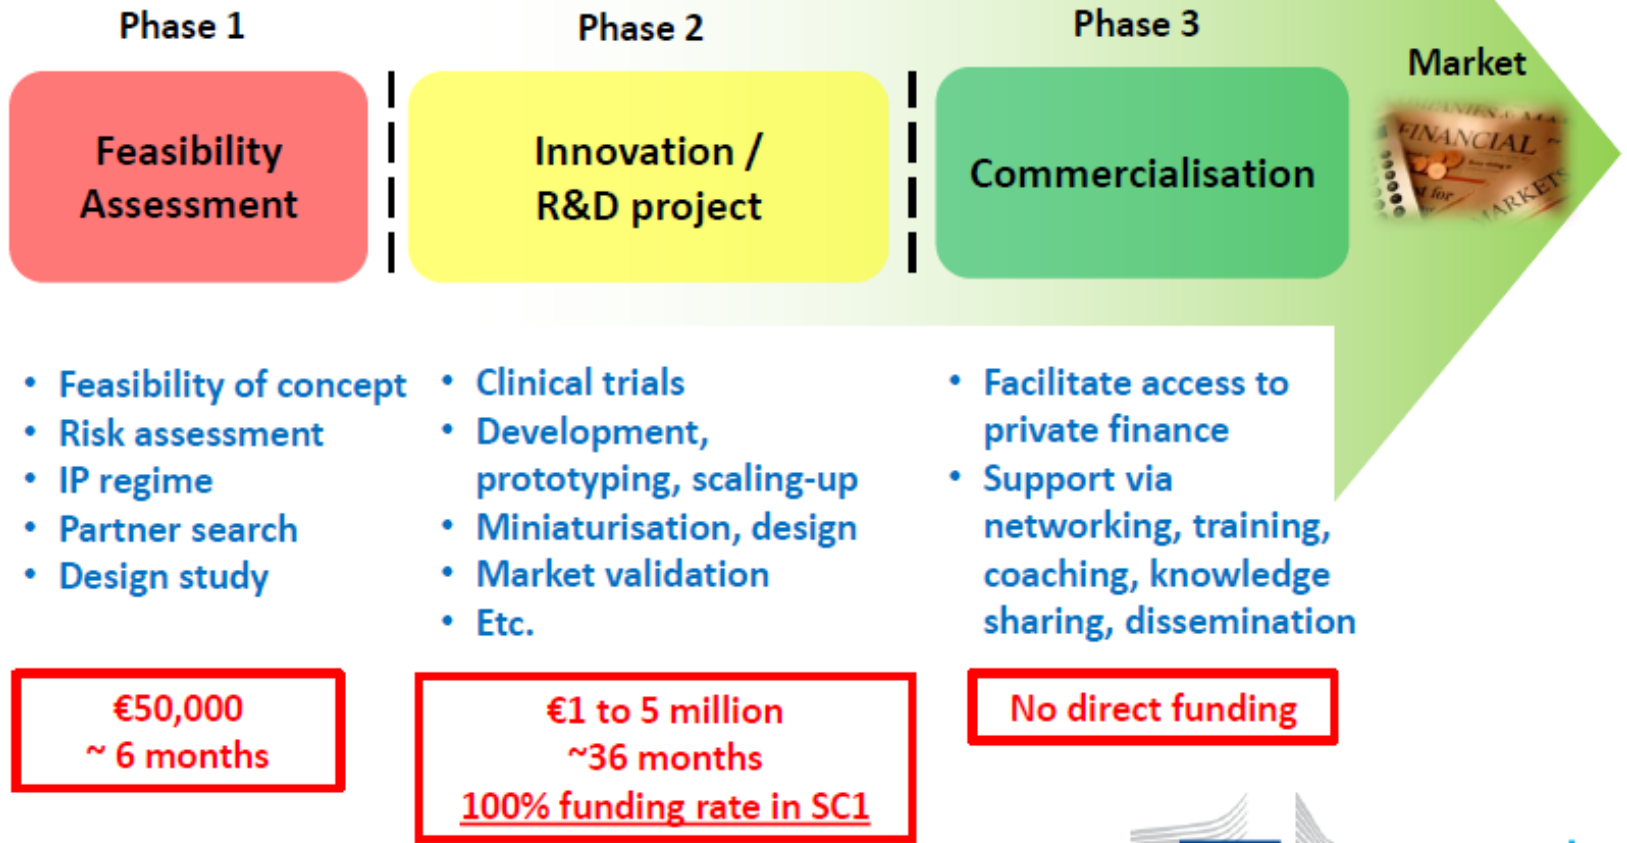 Phase 1
Phase 2
Phase 3
Market
Feasibility
Assessment
Innovation /
R&D project
Commercialisation
FINANCIAL
MARKETS
for
• Feasibility of concept
• Risk assessment
• IP regime
• Partner search
• Design study
• Clinical trials
• Development,
prototyping, scaling-up
• Miniaturisation, design
• Market validation
• Etc.
• Facilitate access to
private finance
• Support via
networking, training,
coaching, knowledge
sharing, dissemination
€50,000
~ 6 months
€1 to 5 million
~36 months
100% funding rate in SC1
No direct funding